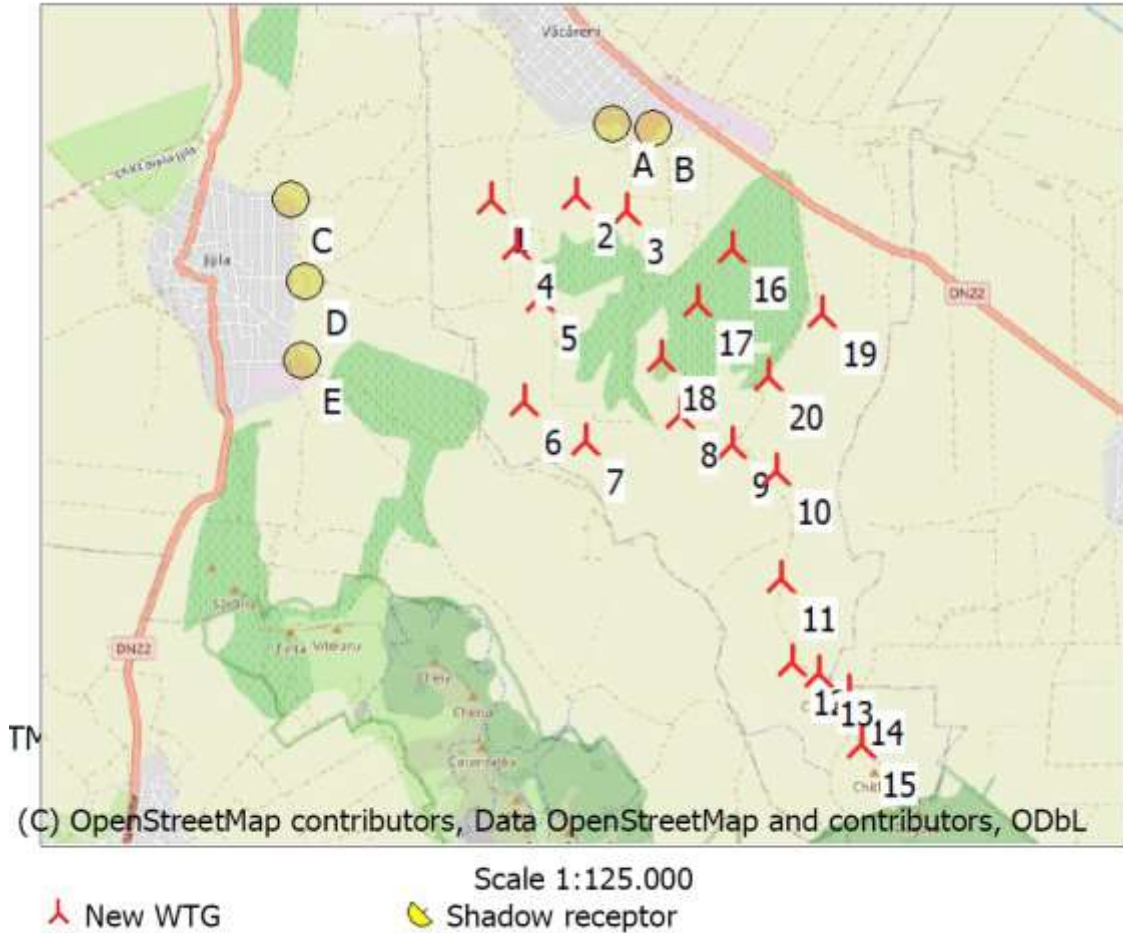 Văcăreni
A
B
C
Jijila
D
E
1
2
3
4
5
6
7
16
17
18
19
20
8
9
10
DN22
11
12
13
14
15
DN22
TM
(C) OpenStreetMap contributors, Data OpenStreetMap and contributors, ODbL
Scale 1:125.000
New WTG
Shadow receptor